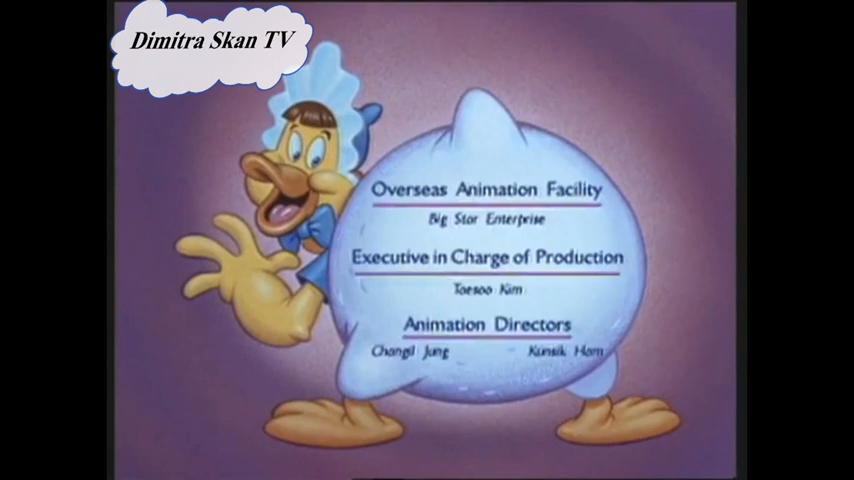 Dimitra Skan TV
Overseas Animation Facility
Big Star Enterprise
Executive in Charge of Production
Taesoo Kim
Animation Directors
Changil Jung Kunsik Ham